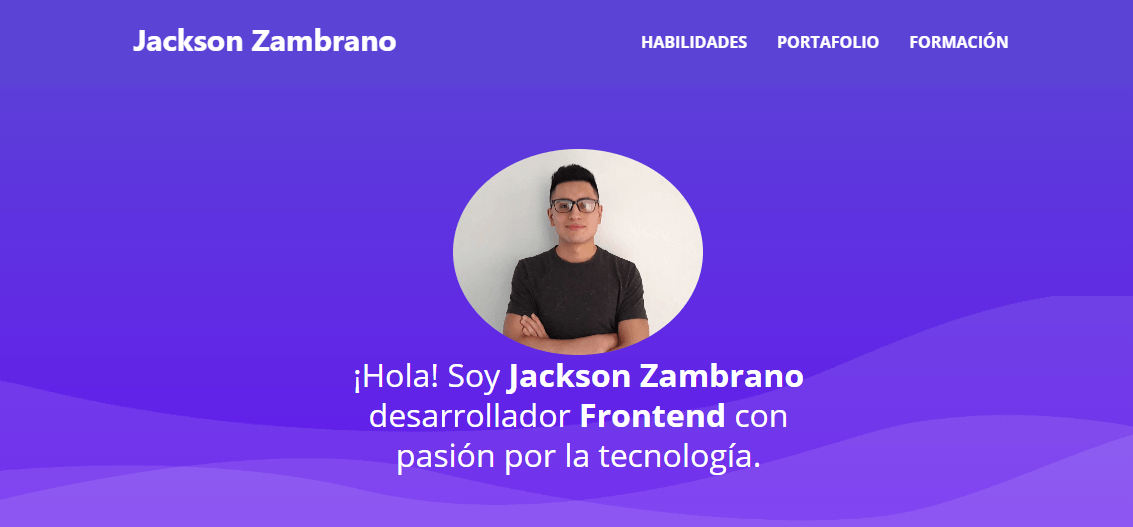 Jackson Zambrano
HABILIDADES PORTAFOLIO FORMACIÓN
¡Hola! Soy Jackson Zambrano
desarrollador Frontend con
pasión por la tecnología.